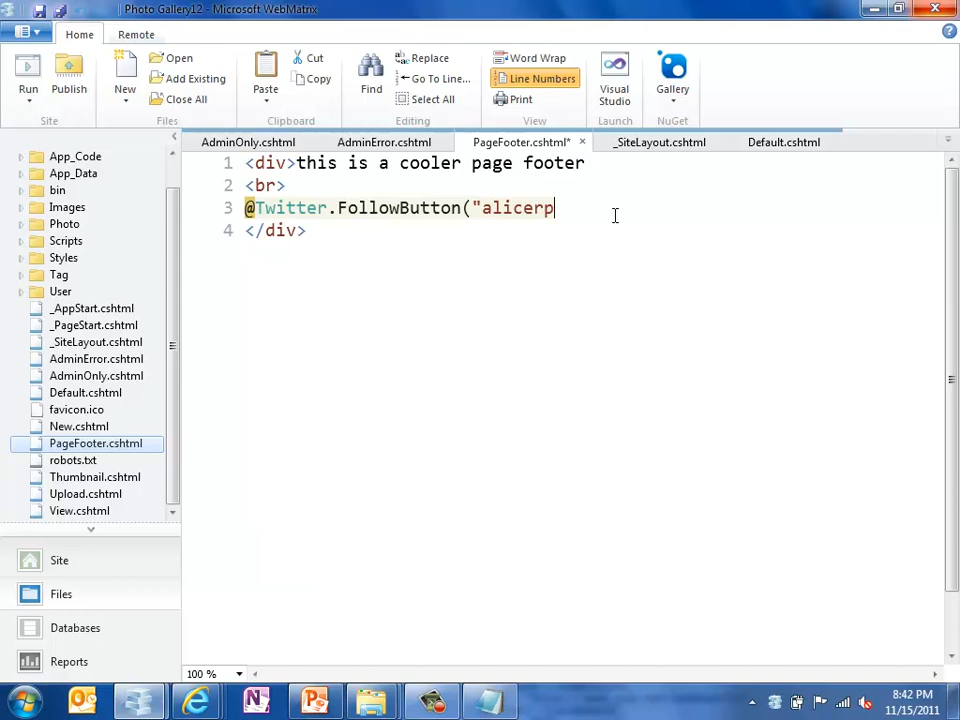 Photo Gallery12 - Microsoft WebMatrix
Home
Remote
Run
Publish
New
Open
Add Existing
Close All
Paste
Cut
Copy
Find
Replace
Go To Line...
Select All
Word Wrap
Line Numbers
Print
Visual Studio
Gallery
Site
Files
Clipboard
Editing
View
Launch
NuGet
AdminOnly.cshtml
AdminError.cshtml
PageFooter.cshtml*
_SiteLayout.cshtml
Default.cshtml
App_Code
App_Data
bin
Images
Photo
Scripts
Styles
Tag
User
_AppStart.cshtml
_PageStart.cshtml
_SiteLayout.cshtml
AdminError.cshtml
AdminOnly.cshtml
Default.cshtml
favicon.ico
New.cshtml
PageFooter.cshtml
robots.txt
Thumbnail.cshtml
Upload.cshtml
View.cshtml
1 <div>this is a cooler page footer
2 <br>
3 @Twitter.FollowButton("alicerp
4 </div>
Site
Files
Databases
Reports
100 %
8:42 PM
11/15/2011